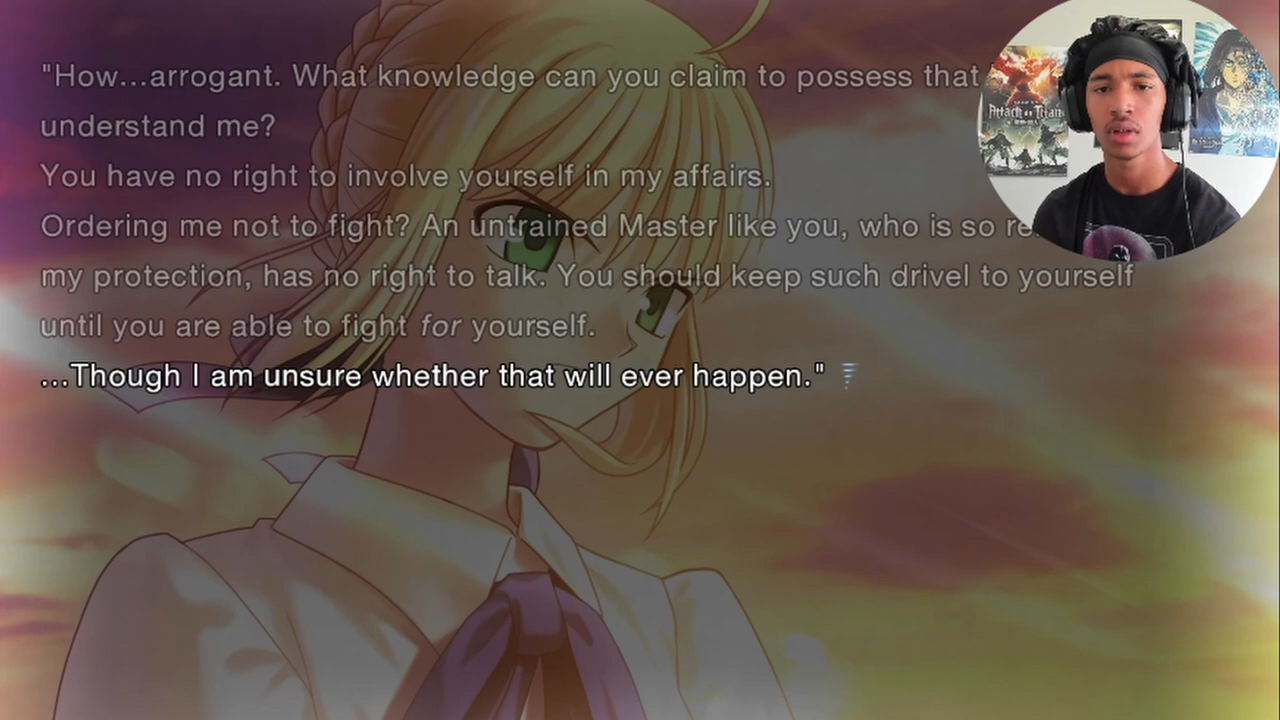 "How...arrogant. What knowledge can you claim to possess that
understand me?
You have no right to involve yourself in my affairs.
Ordering me not to fight? An untrained Master like you, who is so
my protection, has no right to talk. You should keep such drivel to yourself
until you are able to fight for yourself.
...Though I am unsure whether that will ever happen."
Attack on Titan